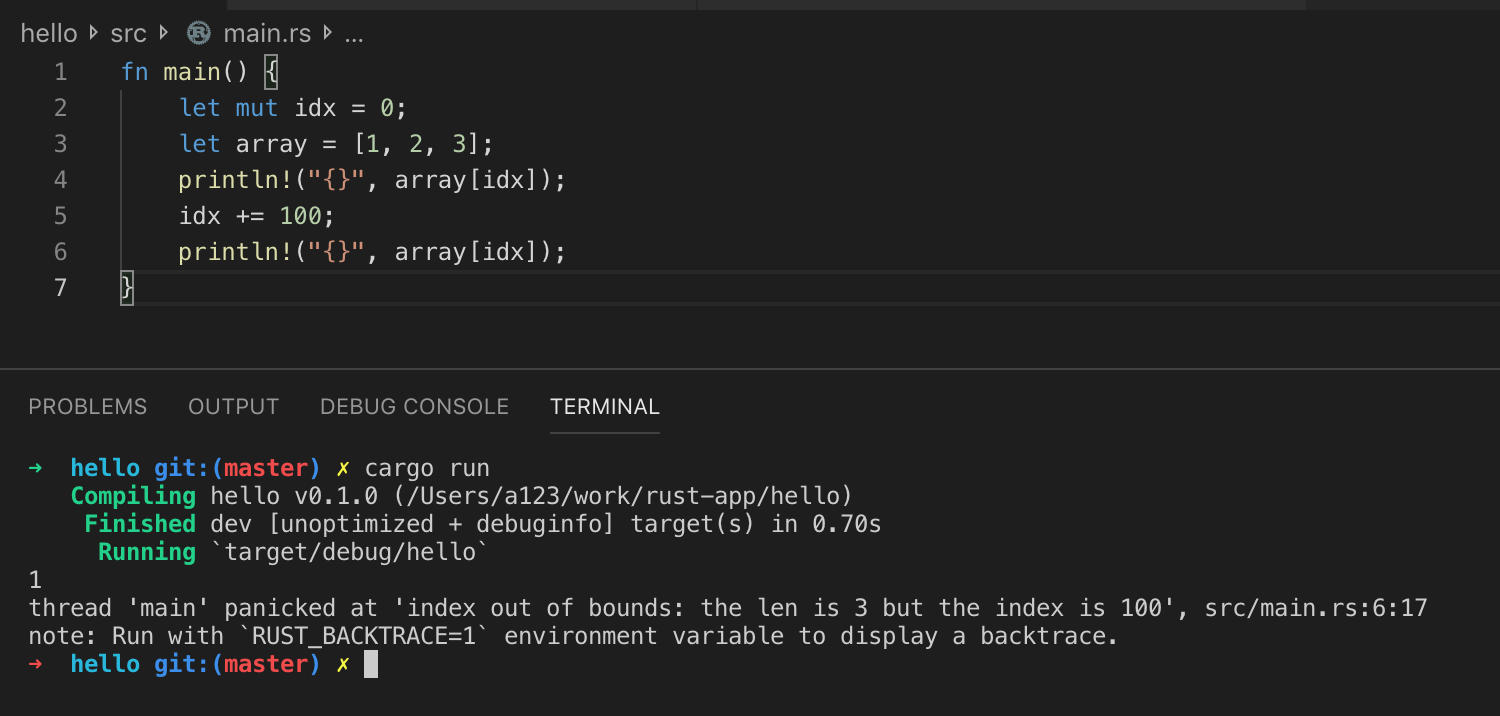 hello src main.rs ...
1 fn main() {
2     let mut idx = 0;
3     let array = [1, 2, 3];
4     println!("{}", array[idx]);
5     idx += 100;
6     println!("{}", array[idx]);
7 }
PROBLEMS OUTPUT DEBUG CONSOLE TERMINAL
➜  hello git:(master) ✗ cargo run
   Compiling hello v0.1.0 (/Users/a123/work/rust-app/hello)
    Finished dev [unoptimized + debuginfo] target(s) in 0.70s
     Running `target/debug/hello`
1
thread 'main' panicked at 'index out of bounds: the len is 3 but the index is 100', src/main.rs:6:17
note: Run with `RUST_BACKTRACE=1` environment variable to display a backtrace.
➜  hello git:(master) ✗